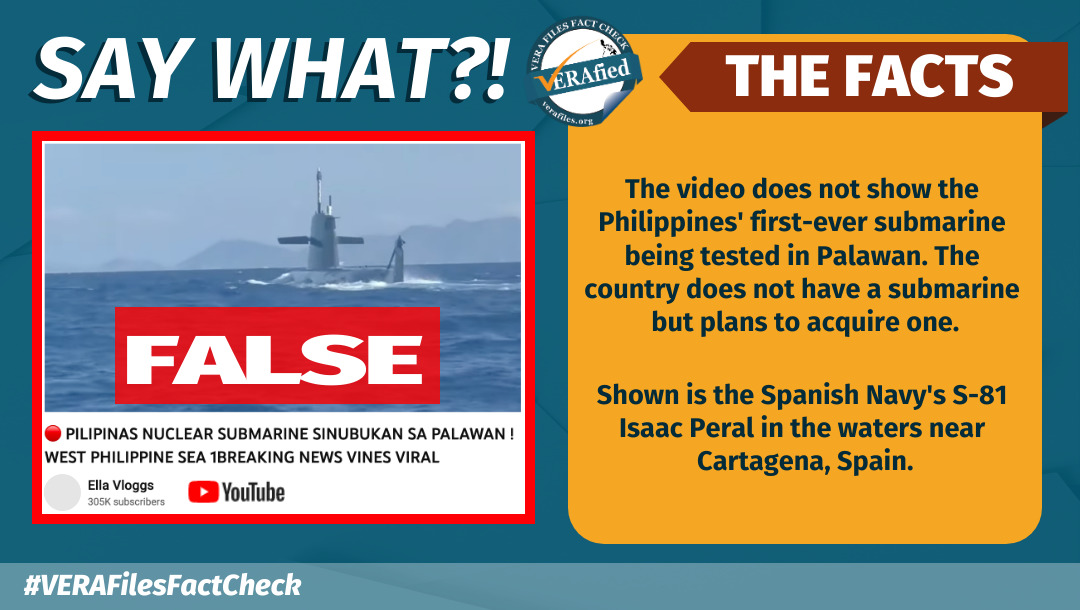 SAY WHAT?!
VERA FILES FACT CHECK
VERAfied
verafiles.org
THE FACTS
FALSE
PILIPINAS NUCLEAR SUBMARINE SINUBUKAN SA PALAWAN !
WEST PHILIPPINE SEA 1BREAKING NEWS VINES VIRAL
Ella Vloggs
305K subscribers
YouTube
The video does not show the
Philippines' first-ever submarine
being tested in Palawan. The
country does not have a submarine
but plans to acquire one.
Shown is the Spanish Navy's S-81
Isaac Peral in the waters near
Cartagena, Spain.
#VERAFilesFactCheck